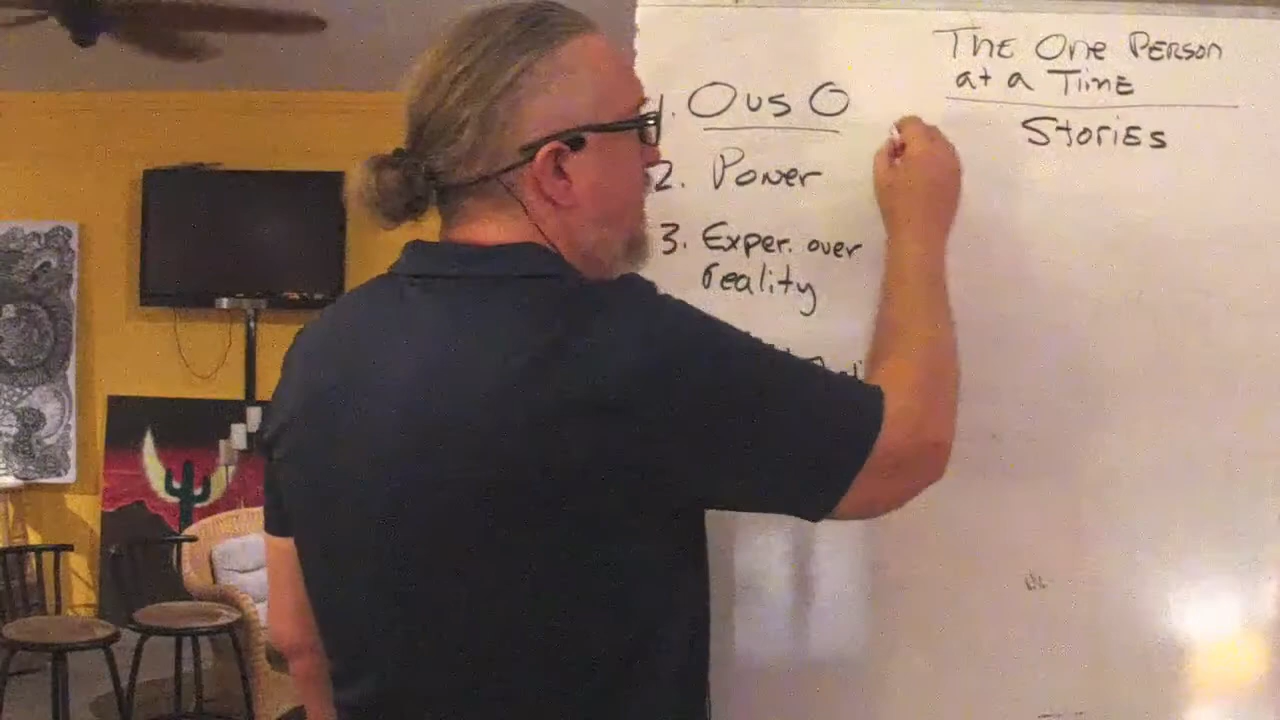 1. Ous O
2. Power
3. Exper. over
reality
The One Person
at a Time
Stories